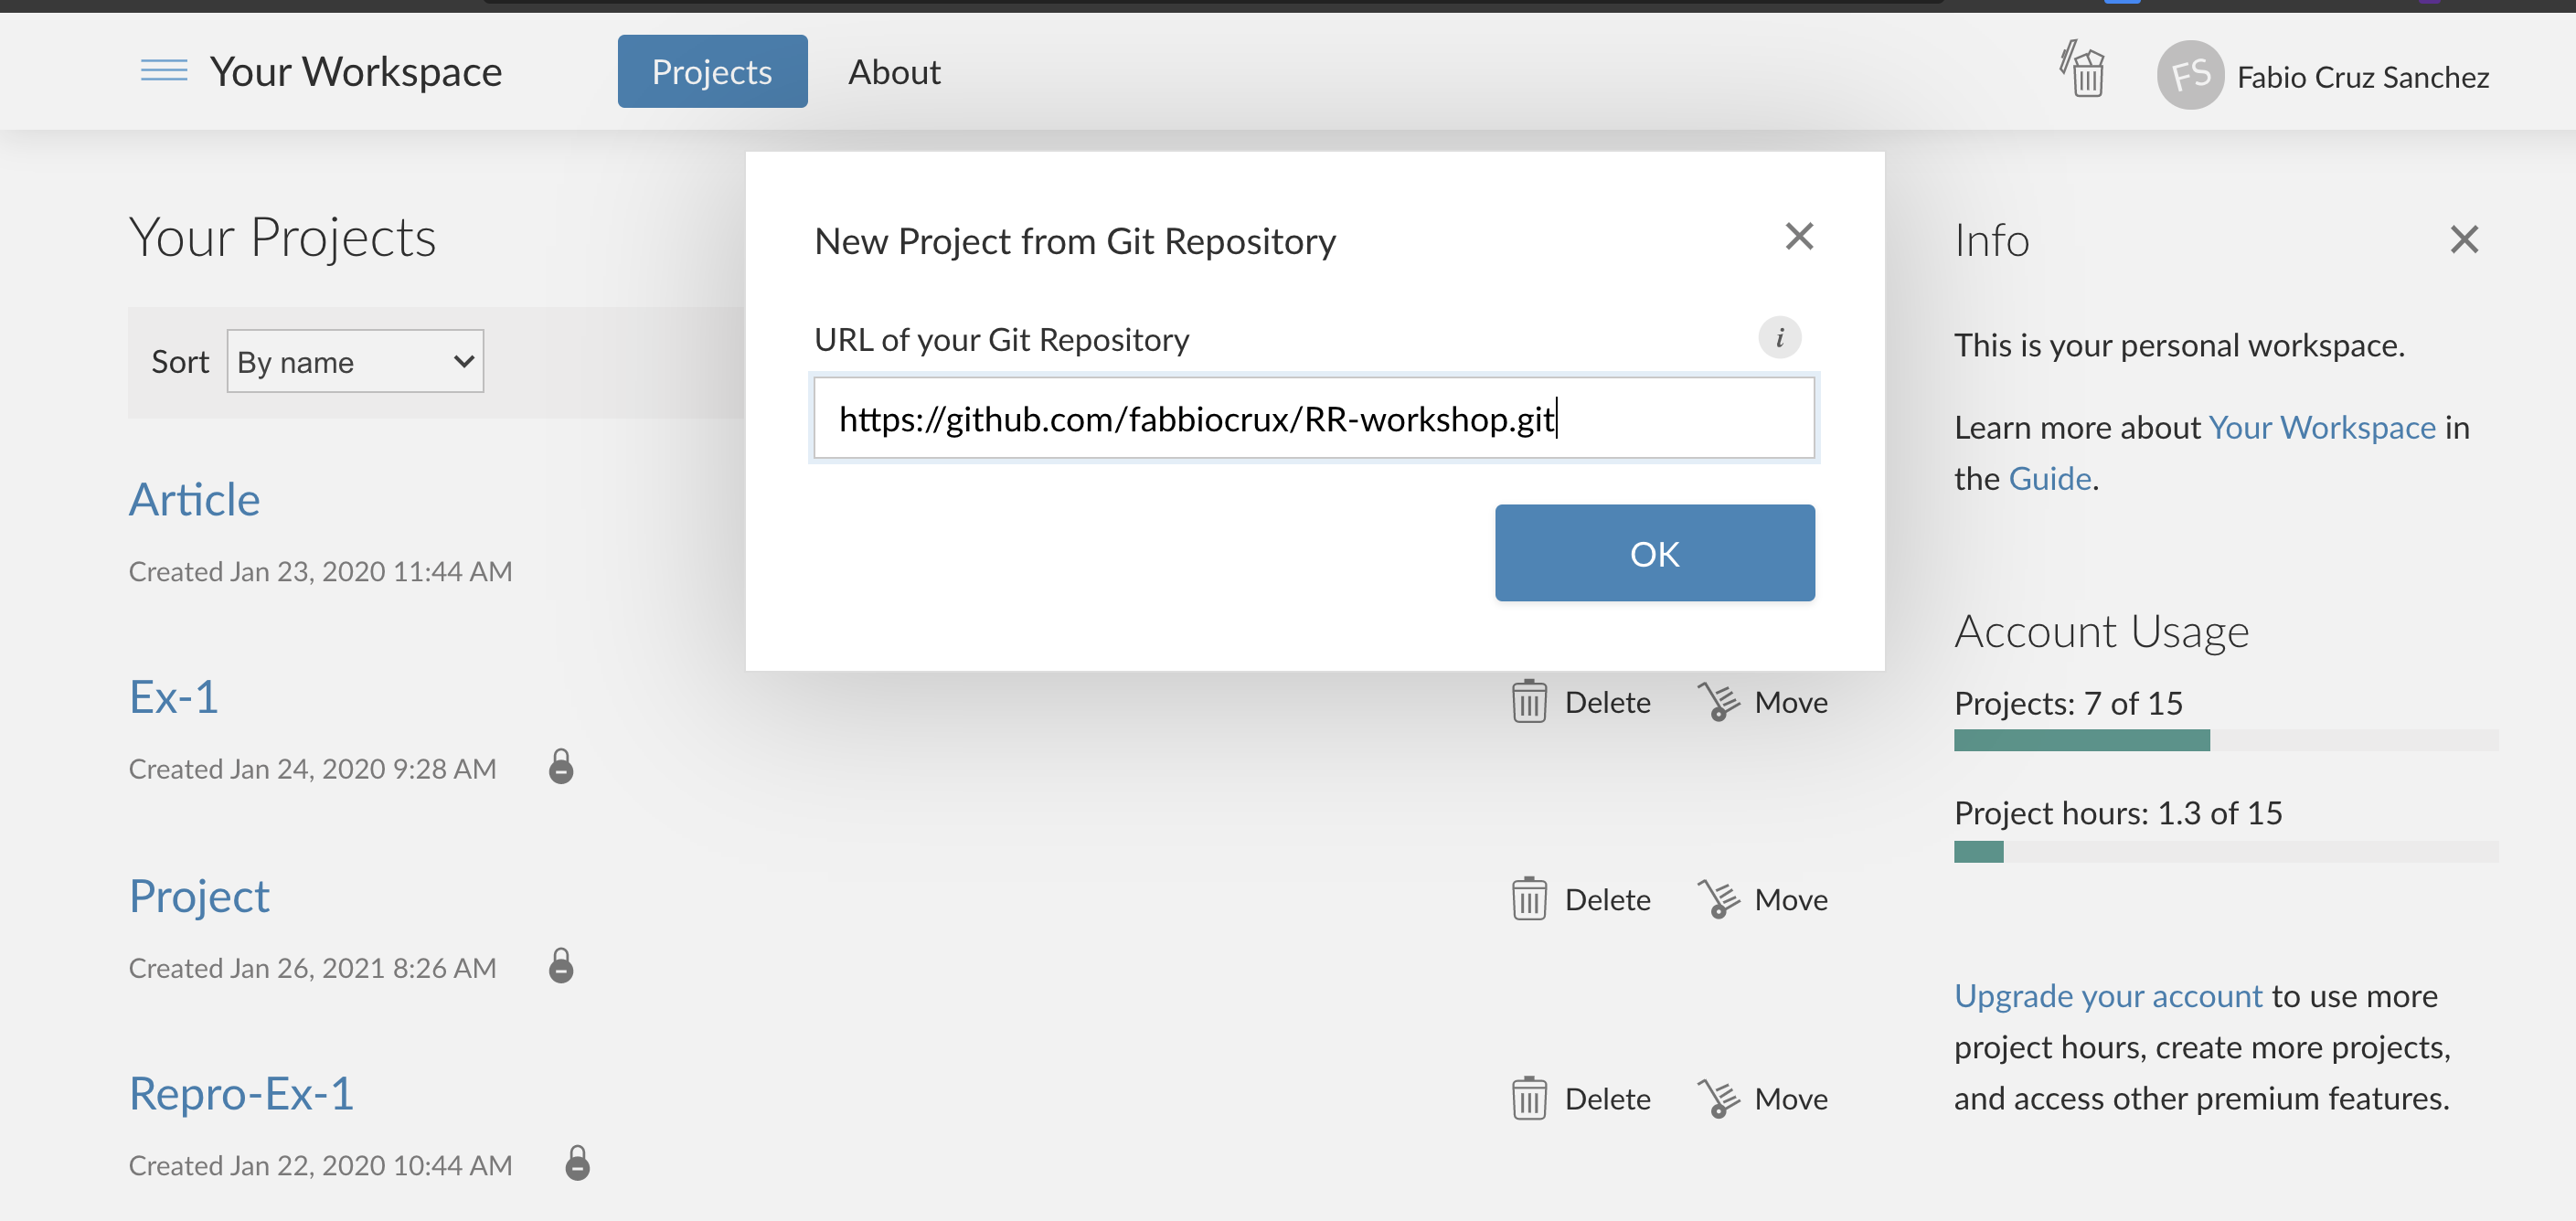 Your Workspace
Projects
About
FS
Fabio Cruz Sanchez
Your Projects
Sort
By name
New Project from Git Repository
URL of your Git Repository
i
https://github.com/fabbiocrux/RR-workshop.git
OK
Article
Created Jan 23, 2020 11:44 AM
Ex-1
Created Jan 24, 2020 9:28 AM
Delete
Move
Project
Created Jan 26, 2021 8:26 AM
Delete
Move
Repro-Ex-1
Created Jan 22, 2020 10:44 AM
Delete
Move
Info
This is your personal workspace.
Learn more about Your Workspace in
the Guide.
Account Usage
Projects: 7 of 15
Project hours: 1.3 of 15
Upgrade your account to use more
project hours, create more projects,
and access other premium features.